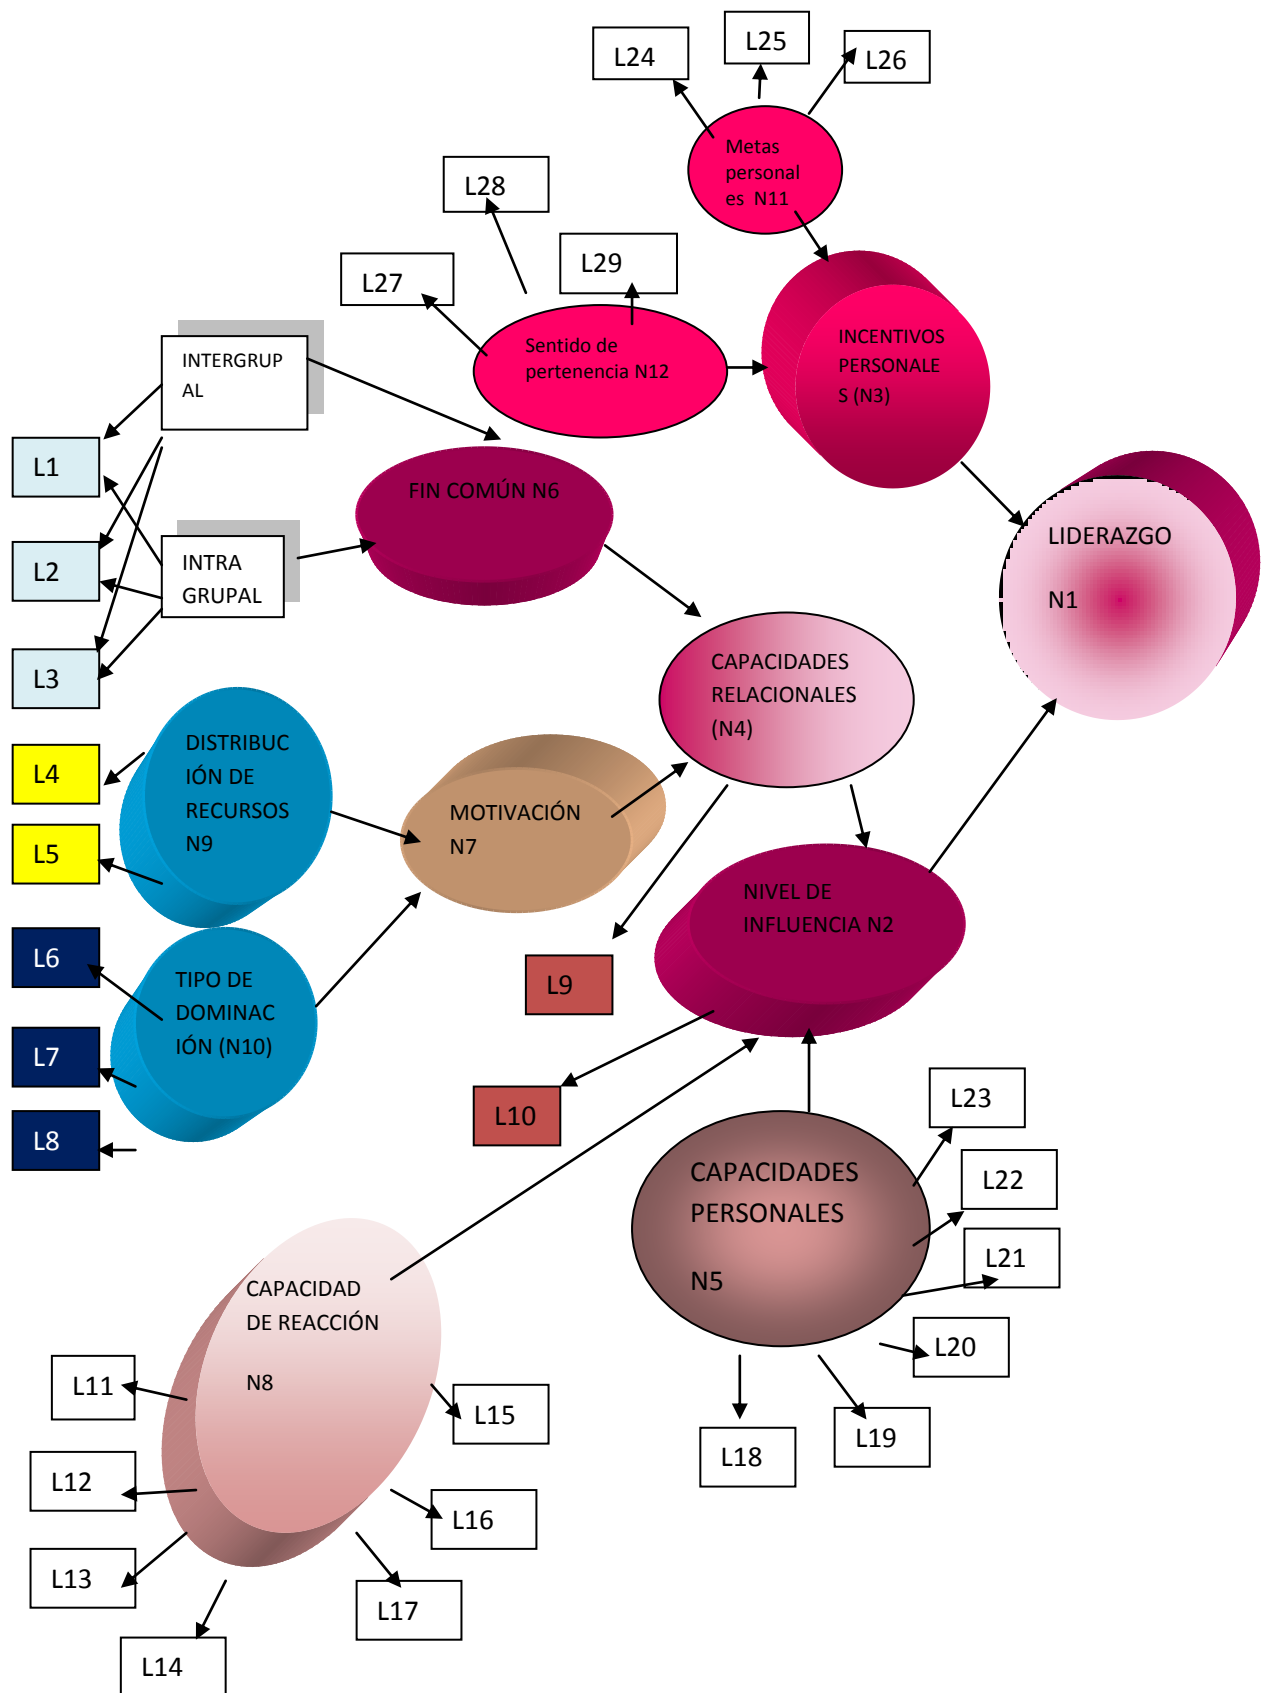 L24
L25
L26
Metas
personal
es N11
L28
L29
L27
Sentido de
pertenencia N12
INCENTIVOS
PERSONALE
S (N3)
INTERGRUP
AL
L1
FIN COMÚN N6
LIDERAZGO
N1
L2
INTRA
GRUPAL
L3
CAPACIDADES
RELACIONALES
(N4)
L4
DISTRIBUC
IÓN DE
RECURSOS
N9
L5
MOTIVACIÓN
N7
NIVEL DE
INFLUENCIA N2
L6
TIPO DE
DOMINAC
IÓN (N10)
L9
L7
L8
L10
L23
CAPACIDADES
PERSONALES
N5
L22
L21
L20
L19
L18
CAPACIDAD
DE REACCIÓN
N8
L11
L15
L12
L16
L13
L17
L14